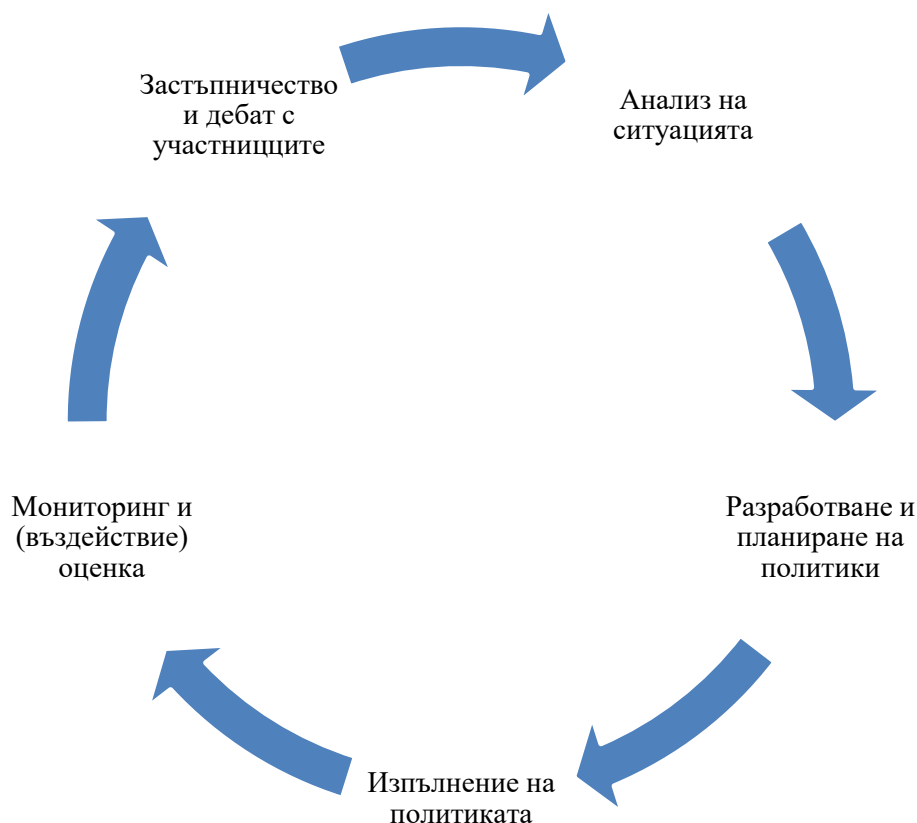 Застъпничество
и дебат с
участницците
Анализ на
ситуацията
Разработване и
планиране на
политики
Изпълнение на
политиката
Мониторинг и
(въздействие)
оценка